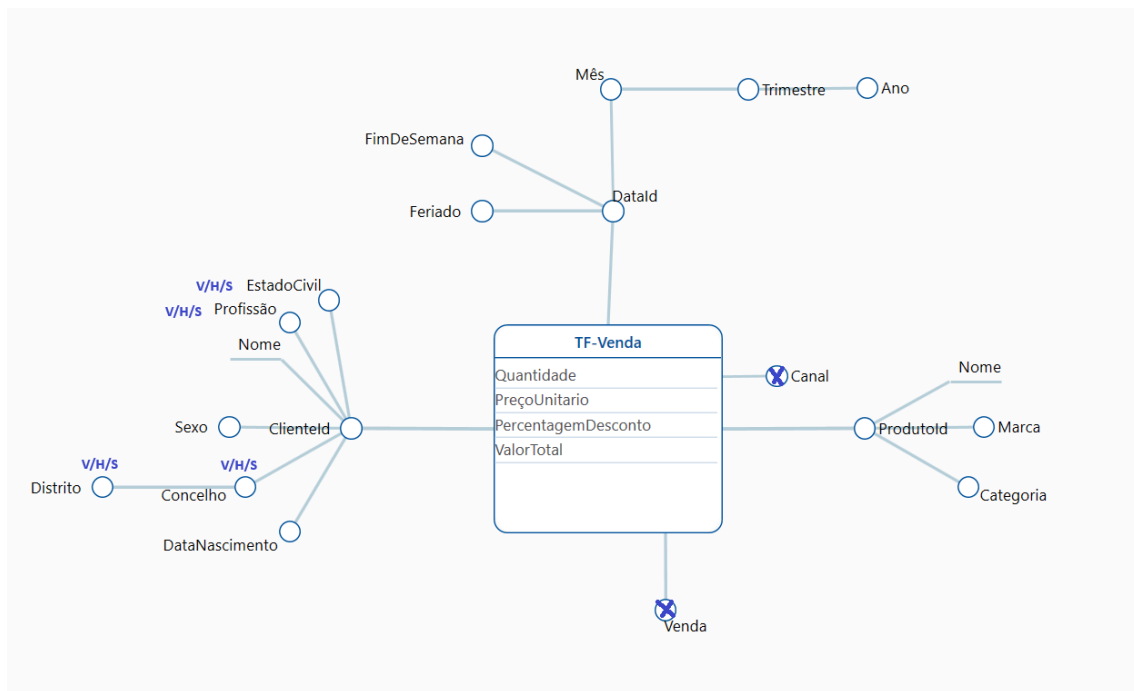 Mês
Trimestre
Ano
FimDeSemana
DataId
Feriado
V/H/S
EstadoCivil
V/H/S
Profissão
Nome
TF-Venda
Quantidade
PreçoUnitario
PercentagemDesconto
ValorTotal
Canal
Nome
Sexo
ClienteId
ProdutoId
Marca
V/H/S
V/H/S
Distrito
Concelho
Categoria
DataNascimento
Venda